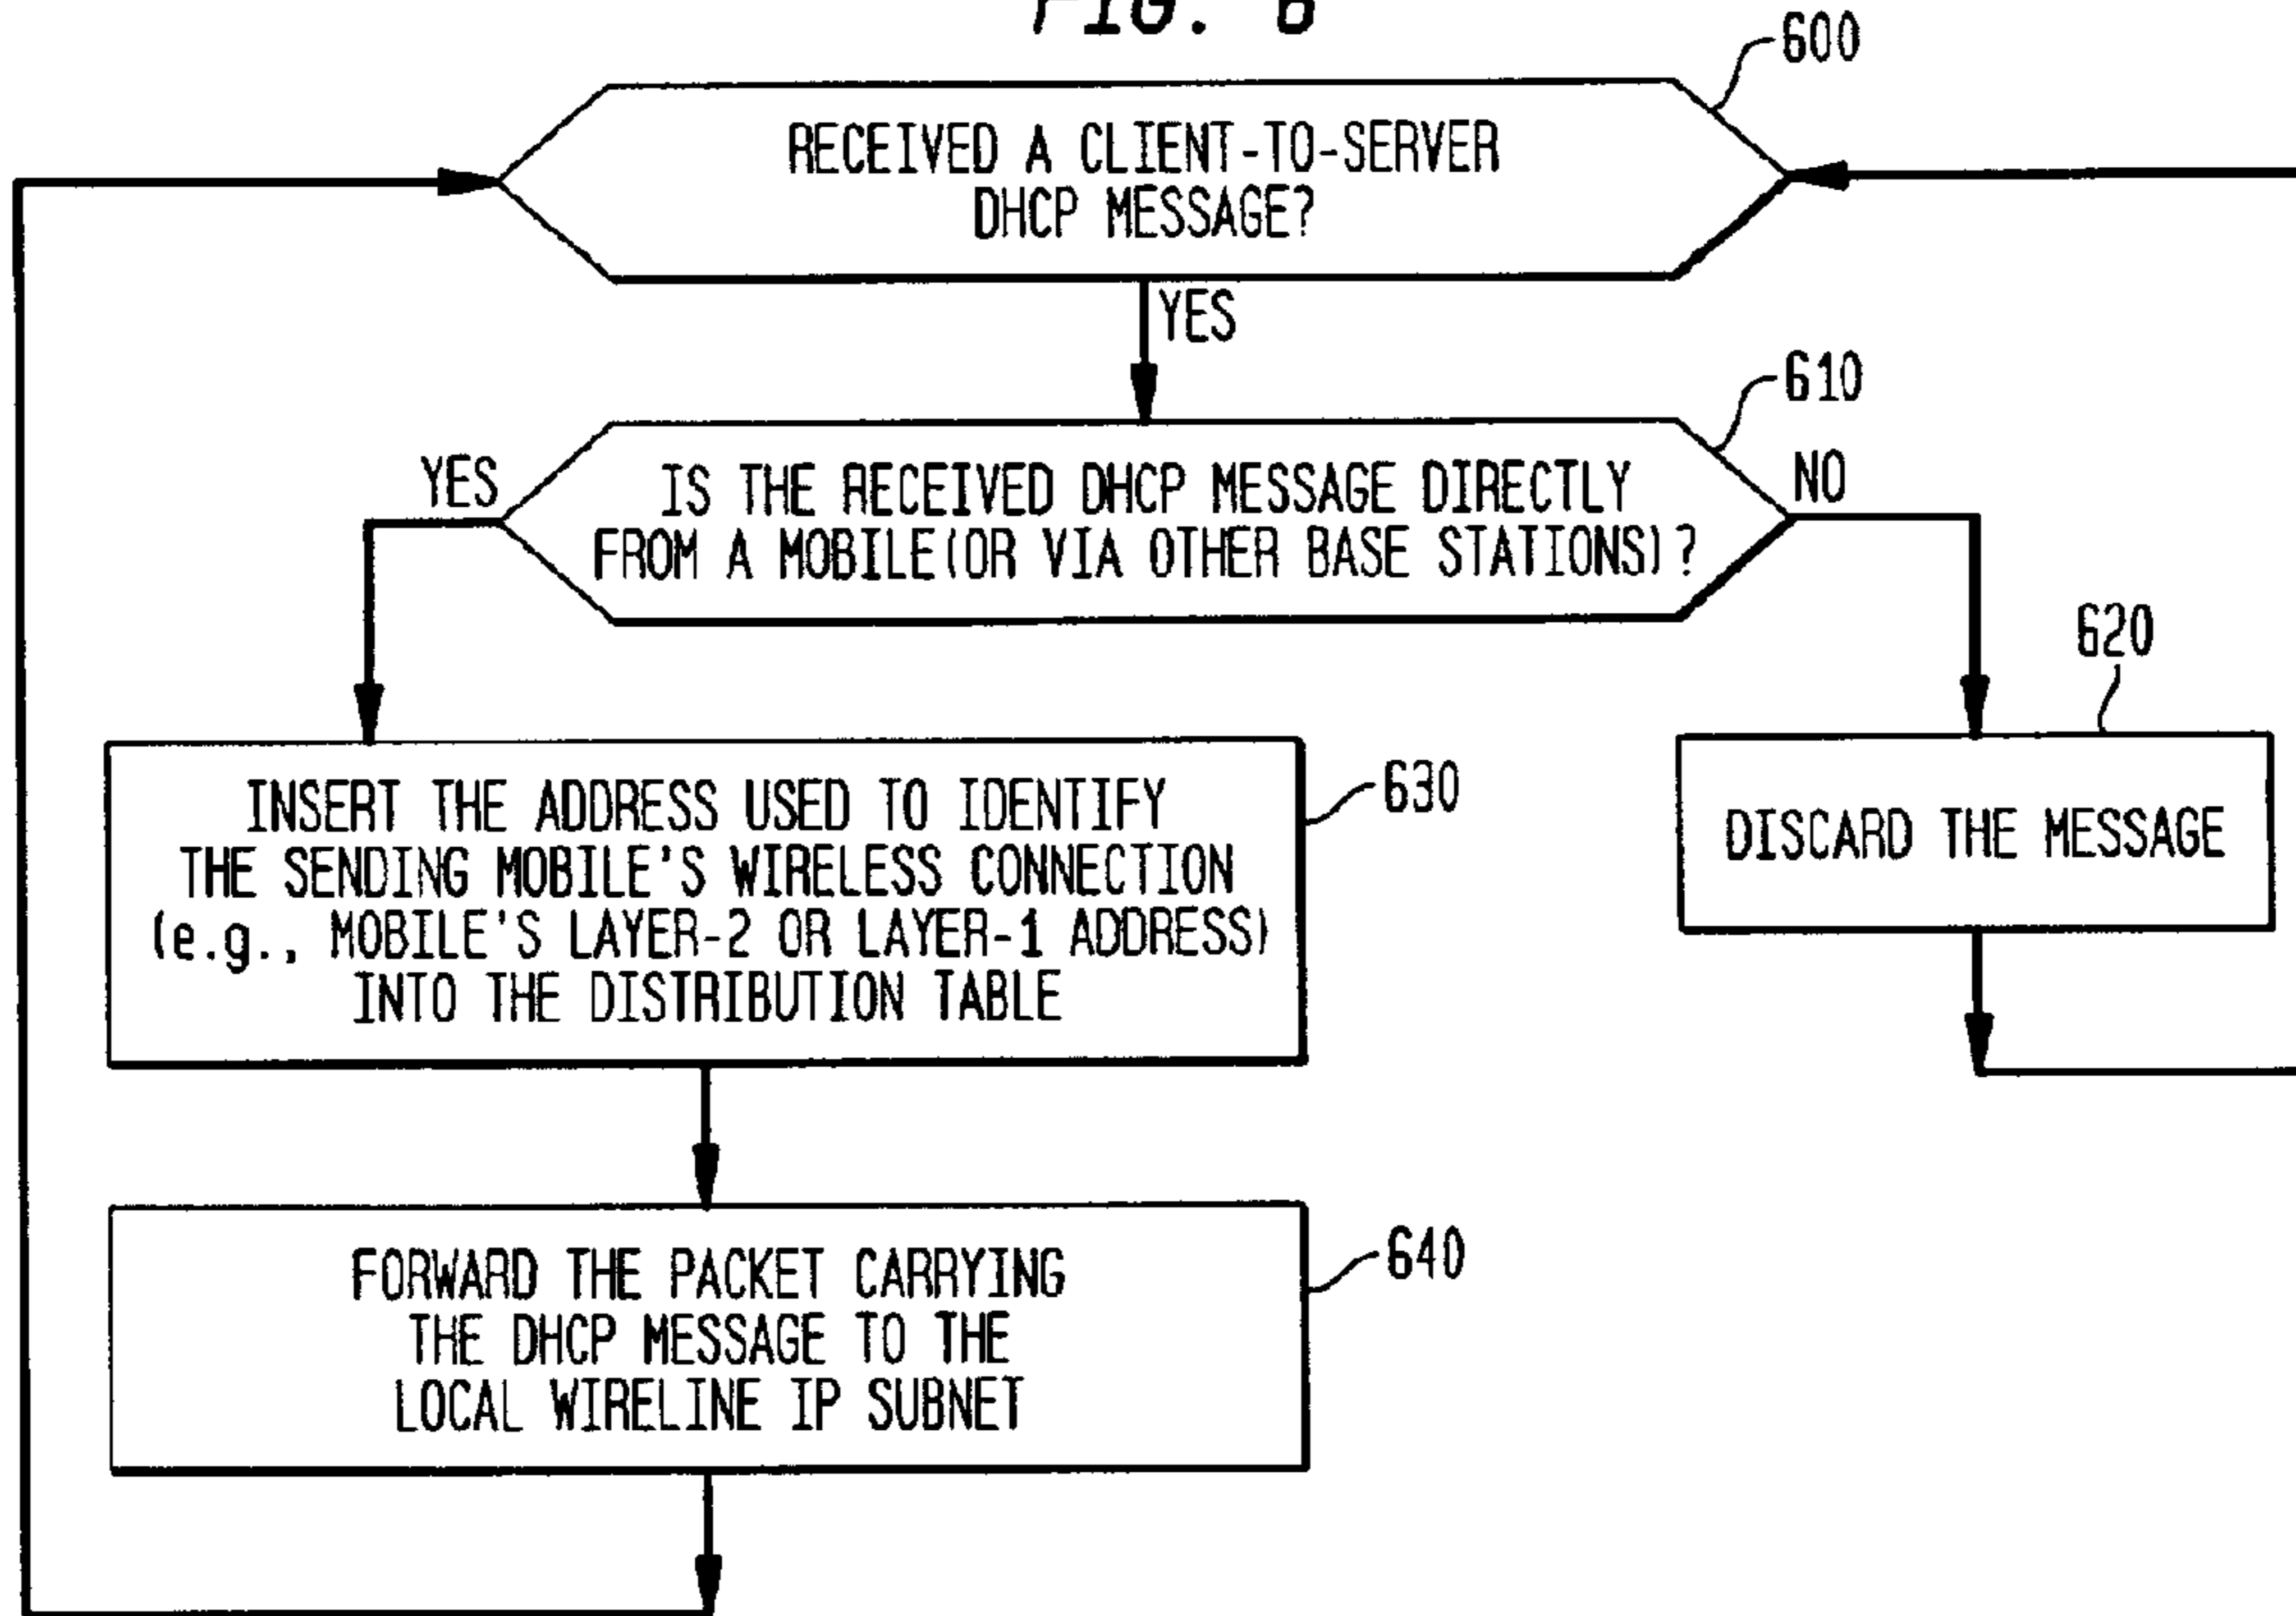 FIG. 6
600
RECEIVED A CLIENT-TO-SERVER
DHCP MESSAGE?
YES
610
YES
IS THE RECEIVED DHCP MESSAGE DIRECTLY
FROM A MOBILE(OR VIA OTHER BASE STATIONS)?
NO
620
INSERT THE ADDRESS USED TO IDENTIFY
THE SENDING MOBILE'S WIRELESS CONNECTION
(e.g., MOBILE'S LAYER-2 OR LAYER-1 ADDRESS)
INTO THE DISTRIBUTION TABLE
630
DISCARD THE MESSAGE
FORWARD THE PACKET CARRYING
THE DHCP MESSAGE TO THE
LOCAL WIRELINE IP SUBNET
640